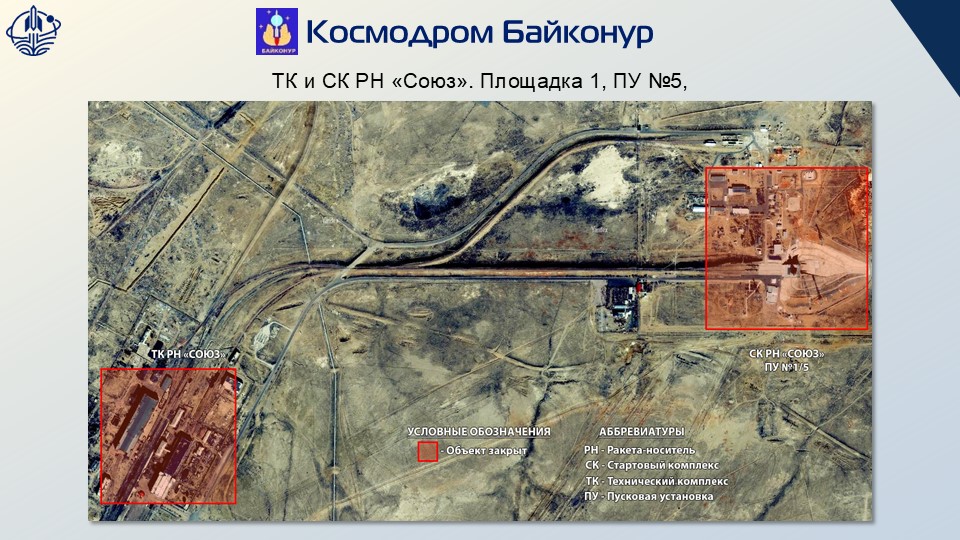 БАЙКОНУР
Космодром Байконур
ТК и СК РН «Союз». Площадка 1, ПУ №5,
ТК РН «СОЮЗ»
СК РН «СОЮЗ»
ПУ №1/5
УСЛОВНЫЕ ОБОЗНАЧЕНИЯ
- Объект закрыт
АББРЕВИАТУРЫ
РН - Ракета-носитель
СК - Стартовый комплекс
ТК - Технический комплекс
ПУ - Пусковая установка